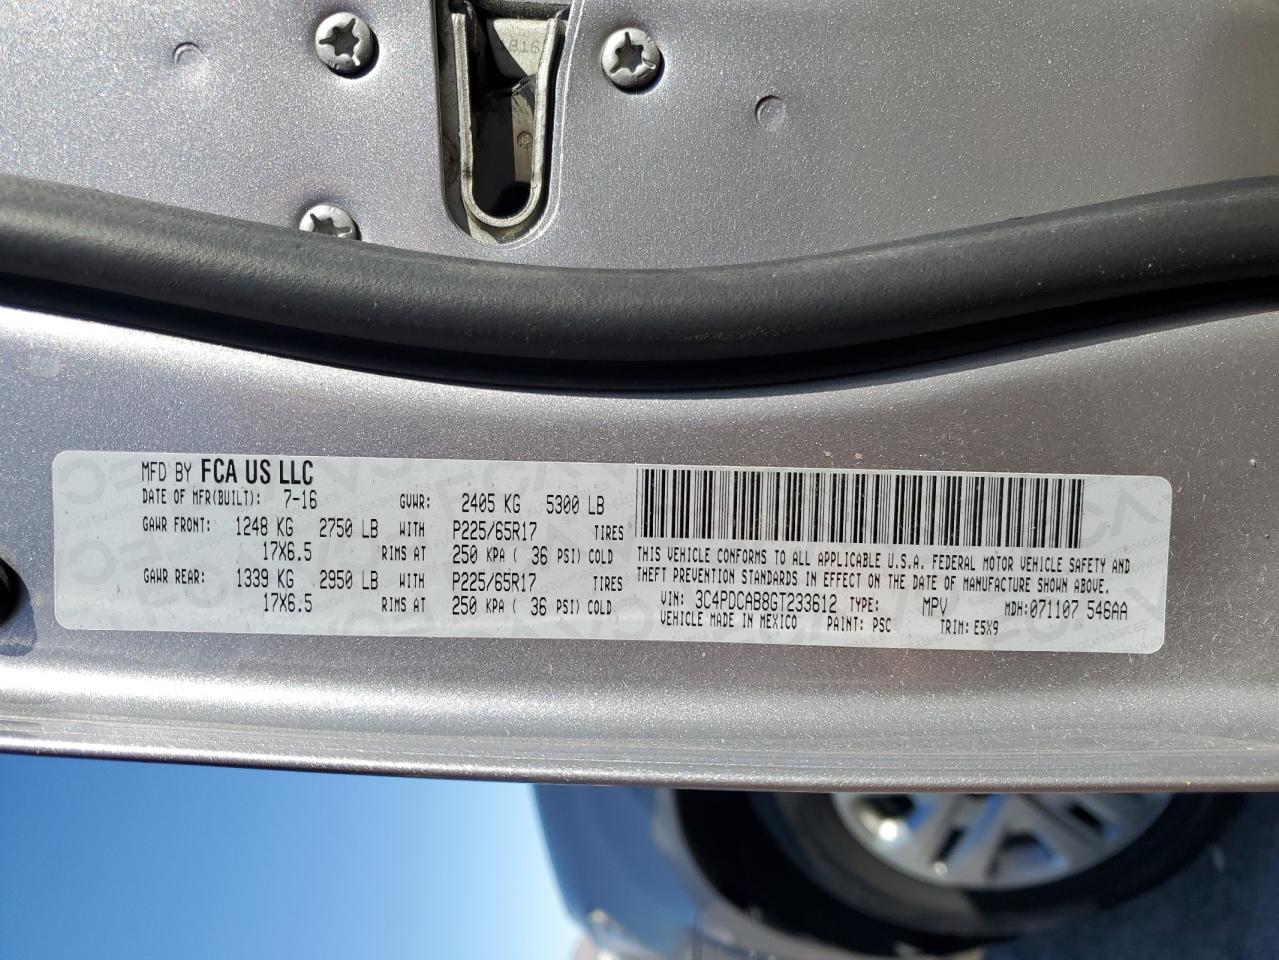 816
MFD BY FCA US LLC
DATE OF MFR(BUILT): 7-16 GVWR: 2405 KG 5300 LB
GAWR FRONT: 1248 KG 2750 LB WITH P225/65R17 TIRES
17X6.5 RIMS AT 250 KPA ( 36 PSI) COLD
GAWR REAR: 1339 KG 2950 LB WITH P225/65R17 TIRES
17X6.5 RIMS AT 250 KPA ( 36 PSI) COLD
THIS VEHICLE CONFORMS TO ALL APPLICABLE U.S.A. FEDERAL MOTOR VEHICLE SAFETY AND
THEFT PREVENTION STANDARDS IN EFFECT ON THE DATE OF MANUFACTURE SHOWN ABOVE.
VIN: 3C4PDCAB8GT233612 TYPE: MPV MDH:071107 546AA
VEHICLE MADE IN MEXICO PAINT: PSC TRIM: E5X9